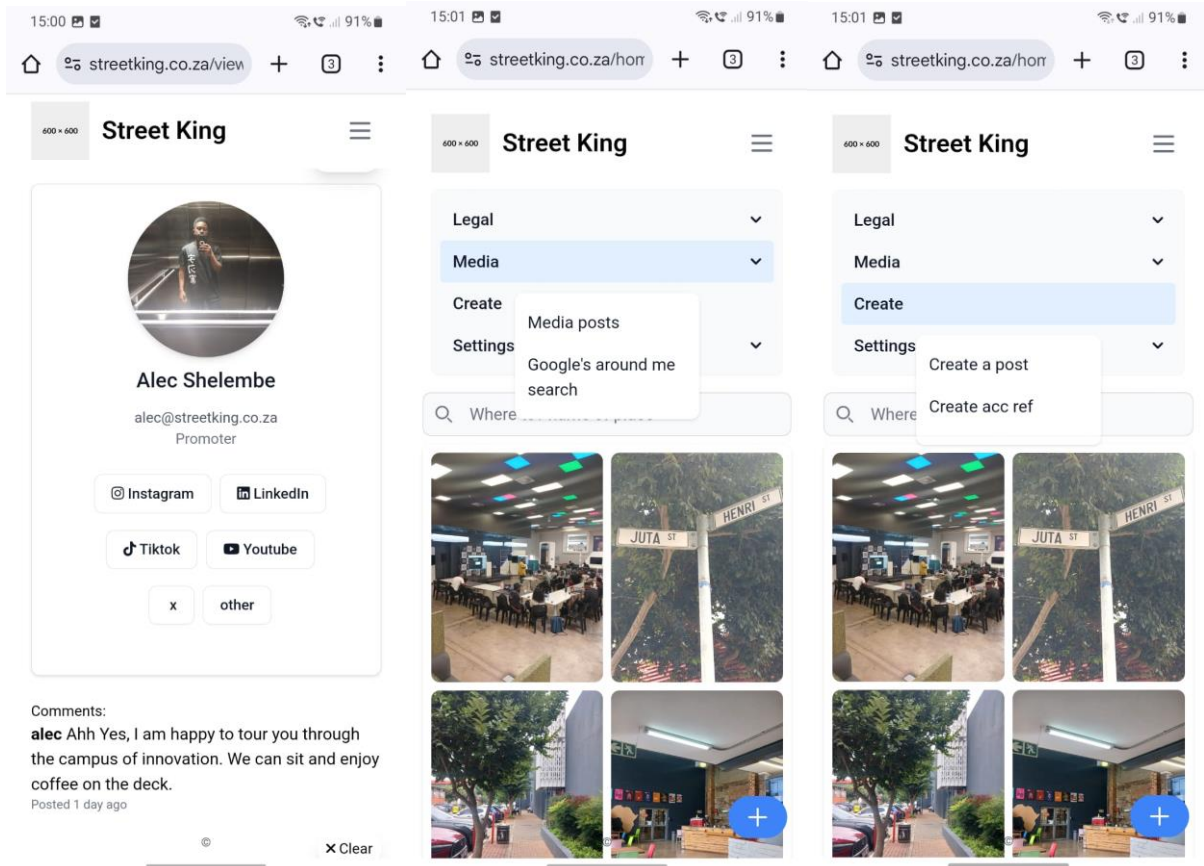 15:00
91%
streetking.co.za/view
3
600 × 600
Street King
Alec Shelembe
alec@streetking.co.za
Promoter
Instagram
LinkedIn
Tiktok
Youtube
x
other
Comments:
alec Ahh Yes, I am happy to tour you through
the campus of innovation. We can sit and enjoy
coffee on the deck.
Posted 1 day ago
©
× Clear
15:01
91%
streetking.co.za/hom
3
600 × 600
Street King
Legal
Media
Create
Settings
Media posts
Google's around me
search
Where
JUTA ST
HENRI ST
©
15:01
91%
streetking.co.za/hom
3
600 × 600
Street King
Legal
Media
Create
Settings
Create a post
Create acc ref
Where
JUTA ST
HENRI ST
©